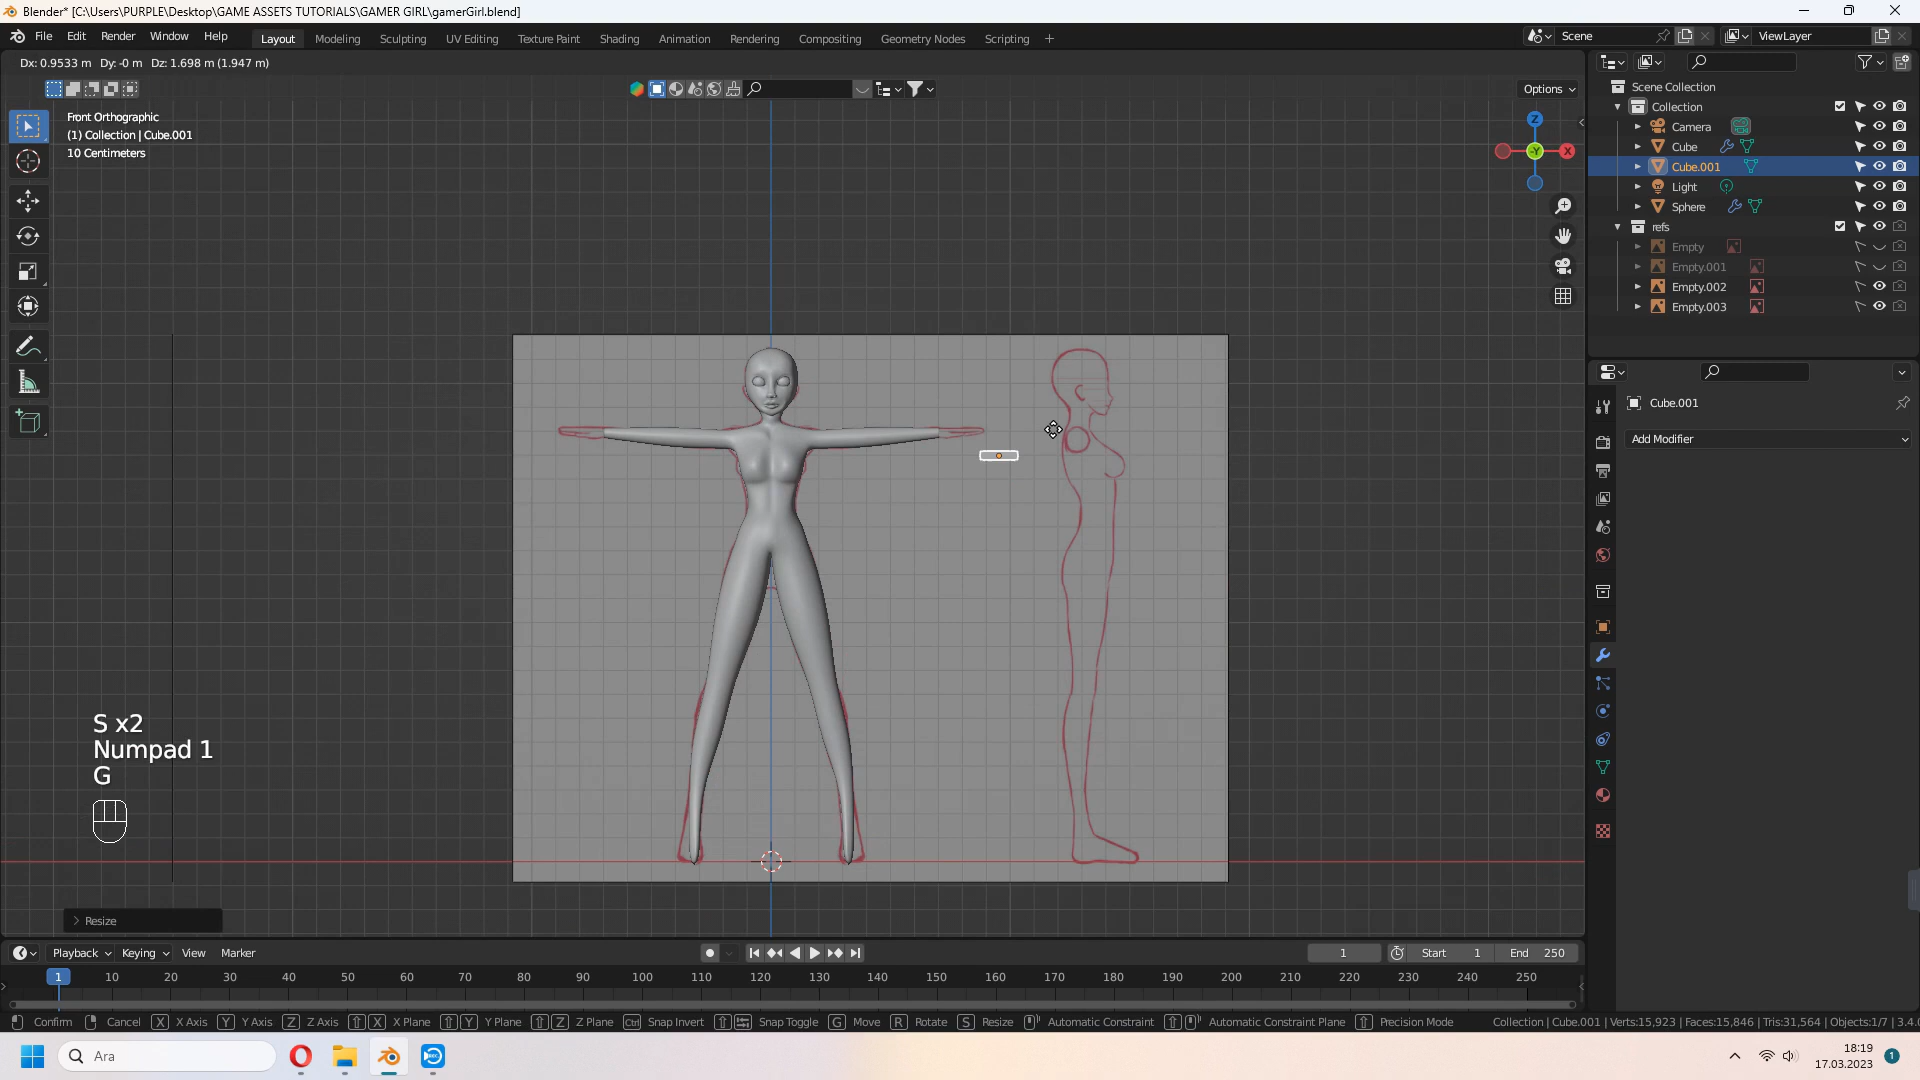 Blender* [C:\Users\PURPLE\Desktop\GAME ASSETS TUTORIALS\GAMER GIRL\gamerGirl.blend]
File Edit Render Window Help Layout Modeling Sculpting UV Editing Texture Paint Shading Animation Rendering Compositing Geometry Nodes Scripting + Scene ViewLayer
Dx: 0.9533 m Dy: -0 m Dz: 1.698 m (1.947 m)
Options
Front Orthographic
(1) Collection | Cube.001
10 Centimeters
Z
-Y
X
Scene Collection
Collection
Camera
Cube
Cube.001
Light
Sphere
refs
Empty
Empty.001
Empty.002
Empty.003
Cube.001
Add Modifier
S x2
Numpad 1
G
Resize
Playback Keying View Marker 1 Start 1 End 250
1 10 20 30 40 50 60 70 80 90 100 110 120 130 140 150 160 170 180 190 200 210 220 230 240 250
Confirm Cancel X X Axis Y Y Axis Z Z Axis X X Plane Y Y Plane Z Z Plane Ctrl Snap Invert Snap Toggle G Move R Rotate S Resize Automatic Constraint Automatic Constraint Plane Precision Mode Collection | Cube.001 | Verts:15,923 | Faces:15,846 | Tris:31,564 | Objects:1/7 | 3.4.
Ara
18:19
17.03.2023
1